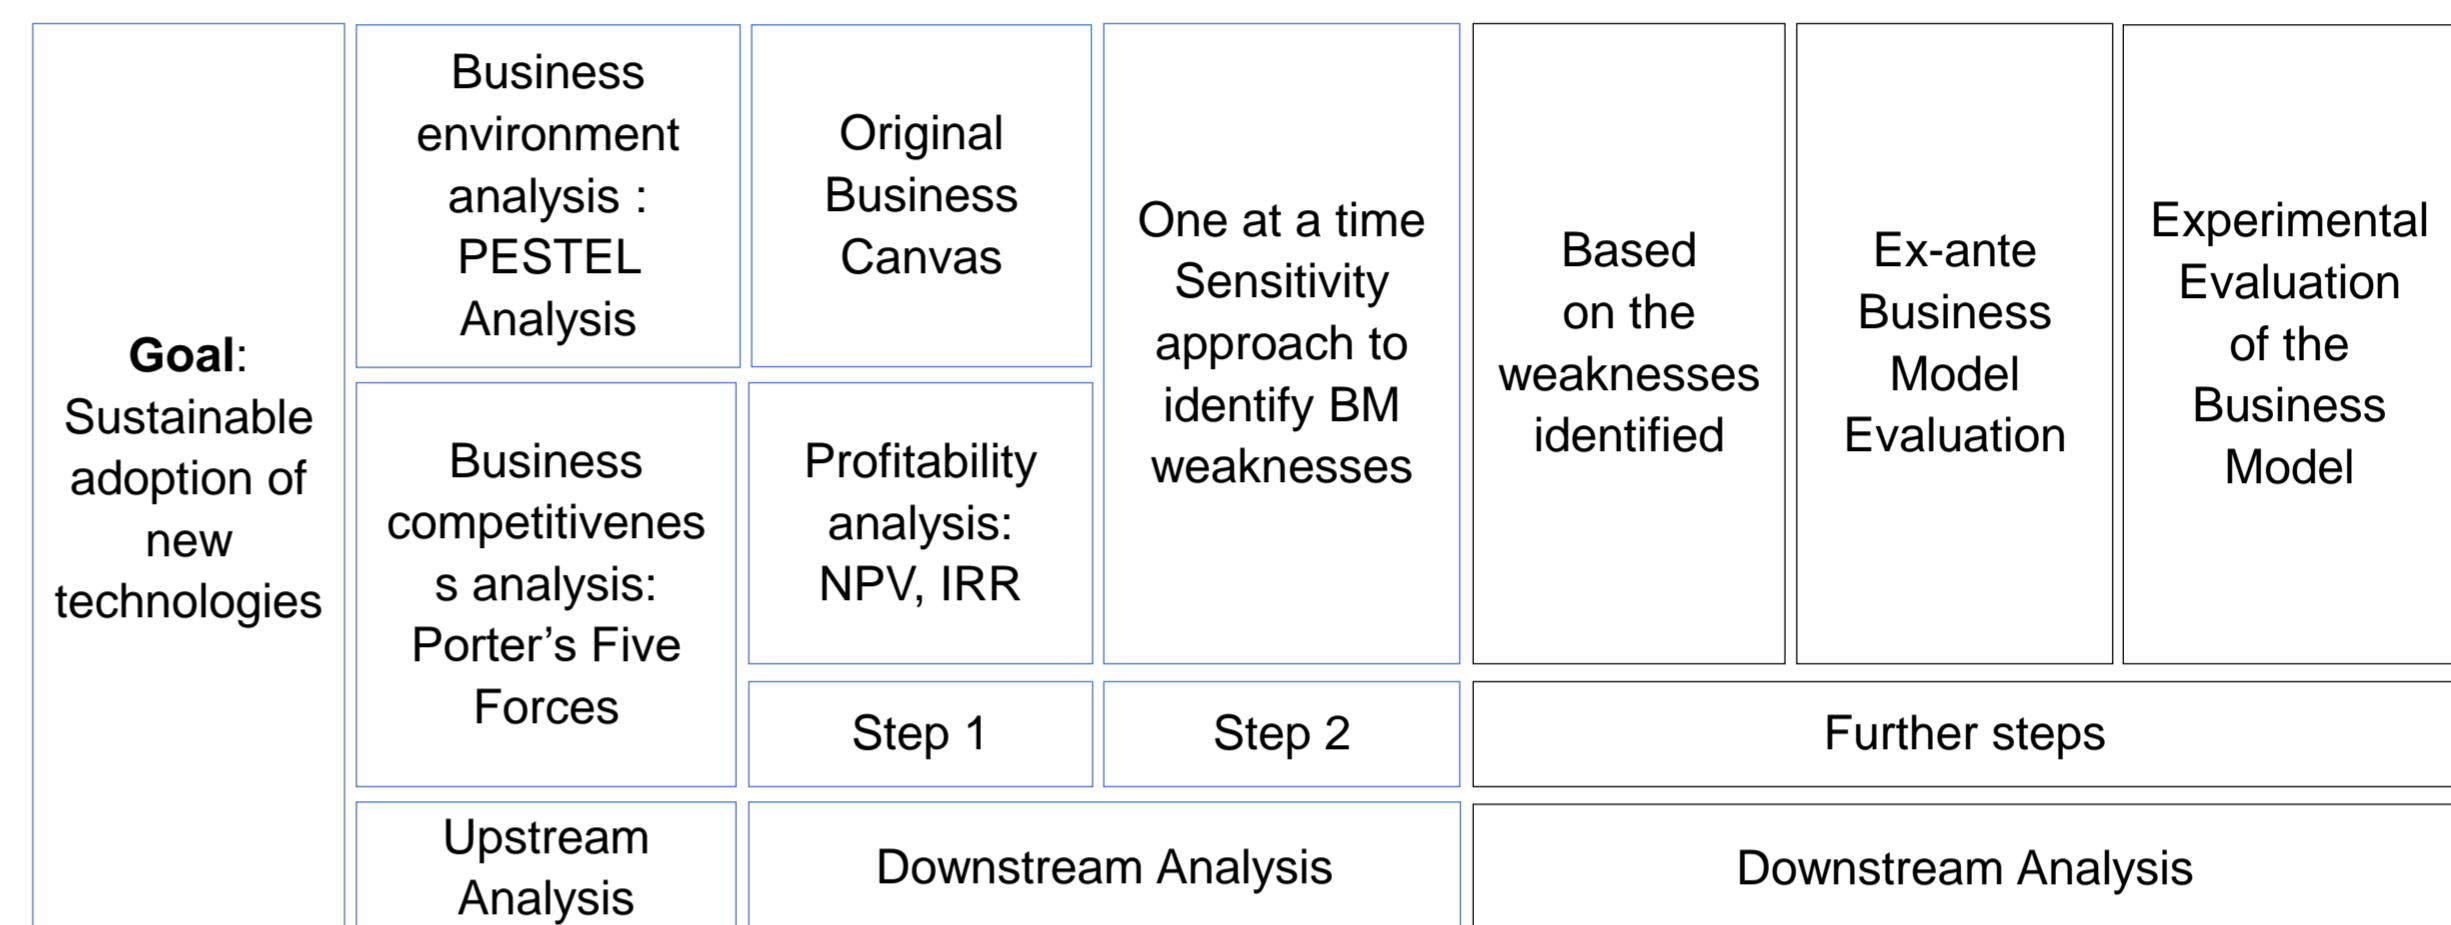 Goal:
Sustainable
adoption of
new
technologies
Business
environment
analysis :
PESTEL
Analysis
Business
competitivenes
s analysis:
Porter’s Five
Forces
Upstream
Analysis
Original
Business
Canvas
Profitability
analysis:
NPV, IRR
Step 1
One at a time
Sensitivity
approach to
identify BM
weaknesses
Step 2
Downstream Analysis
Based
on the
weaknesses
identified
Ex-ante
Business
Model
Evaluation
Experimental
Evaluation
of the
Business
Model
Further steps
Downstream Analysis